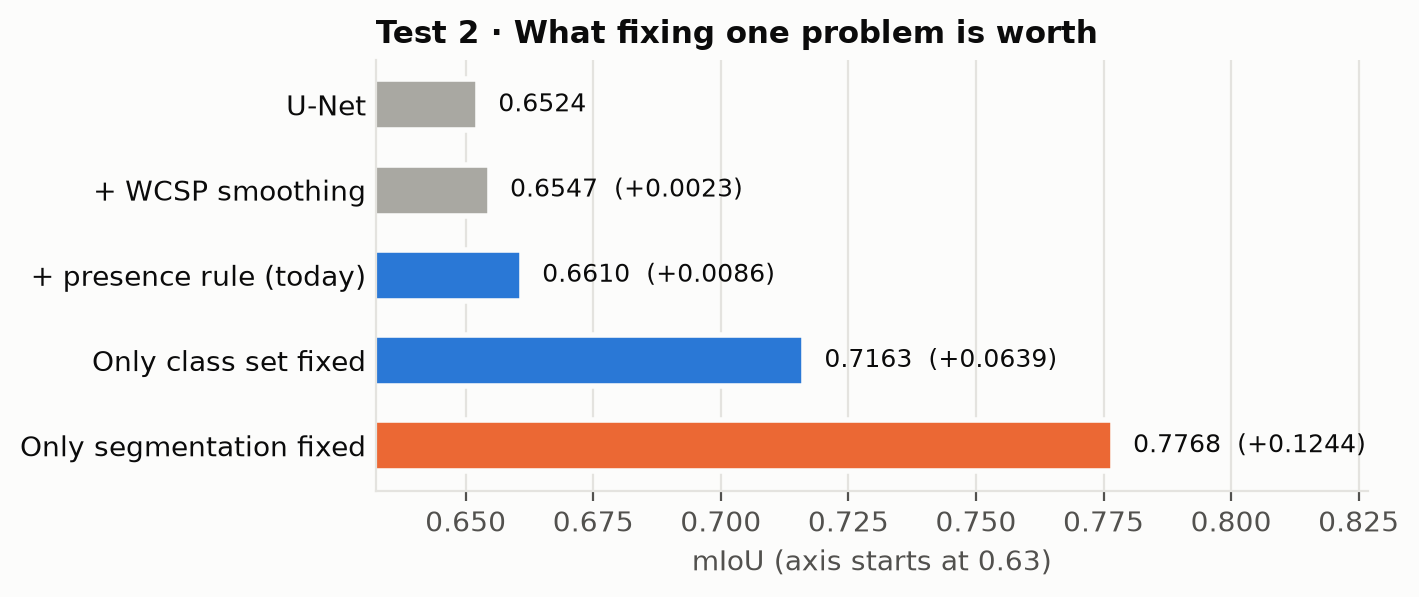 Test 2 · What fixing one problem is worth
U-Net
0.6524
+ WCSP smoothing
0.6547 (+0.0023)
+ presence rule (today)
0.6610 (+0.0086)
Only class set fixed
0.7163 (+0.0639)
Only segmentation fixed
0.7768 (+0.1244)
0.650 0.675 0.700 0.725 0.750 0.775 0.800 0.825
mIoU (axis starts at 0.63)